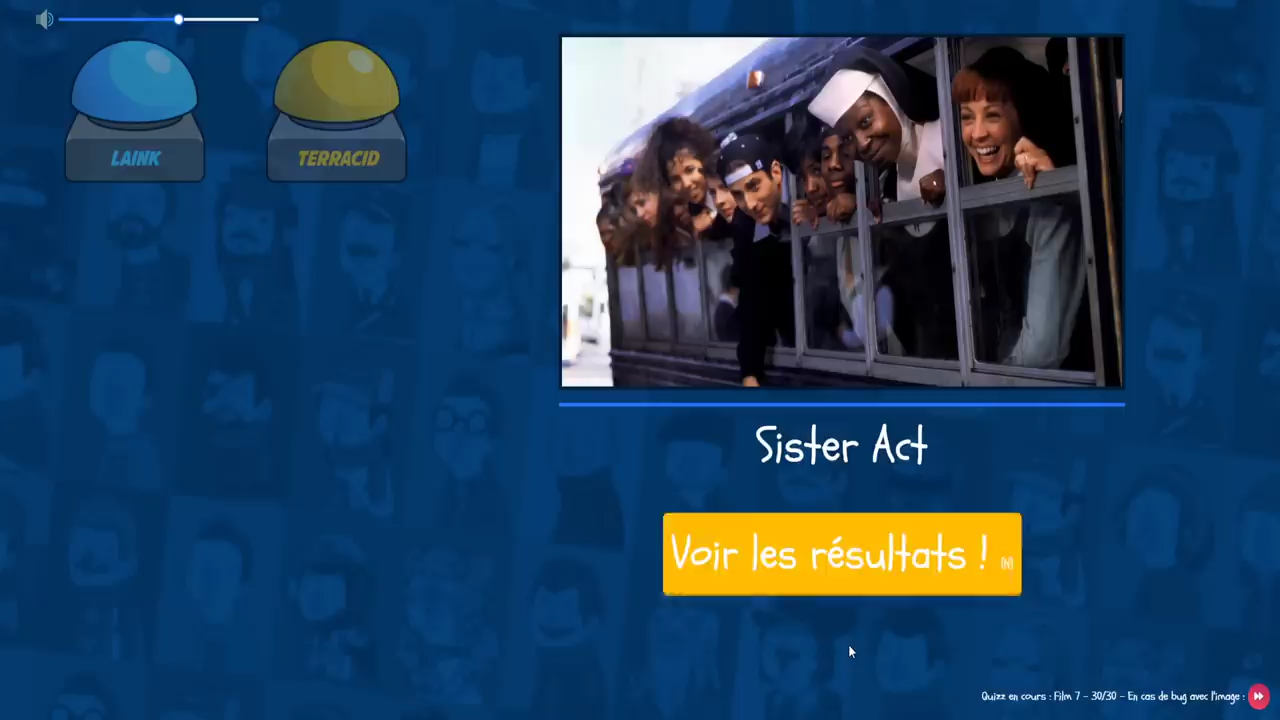 LAINK
TERRACID
Sister Act
Voir les résultats ! [N]
Quizz en cours : Film 7 - 30/30 - En cas de bug avec l'image :